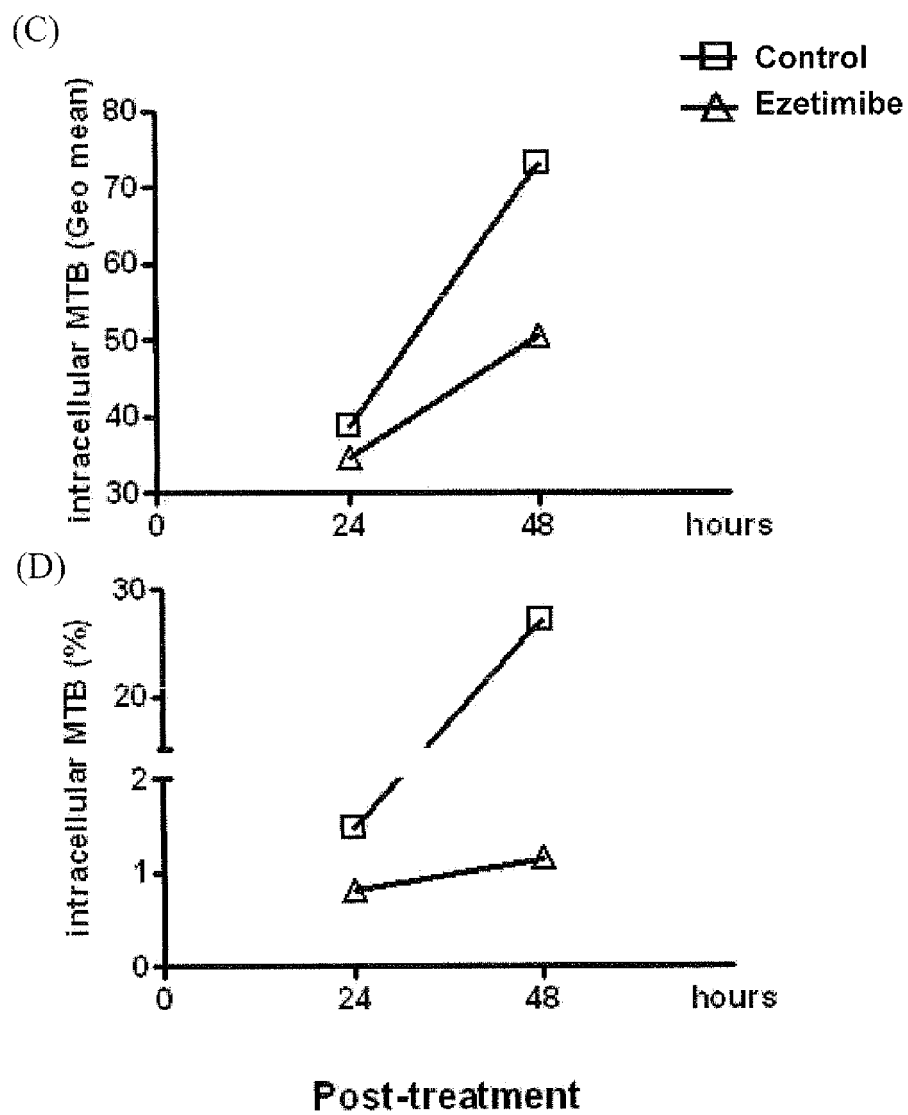 (C)
Control
Ezetimibe
intracellular MTB (Geo mean)
80
70
60
50
40
30
0 24 48 hours
(D)
intracellular MTB (%)
30
20
2
1
0
0 24 48 hours
Post-treatment